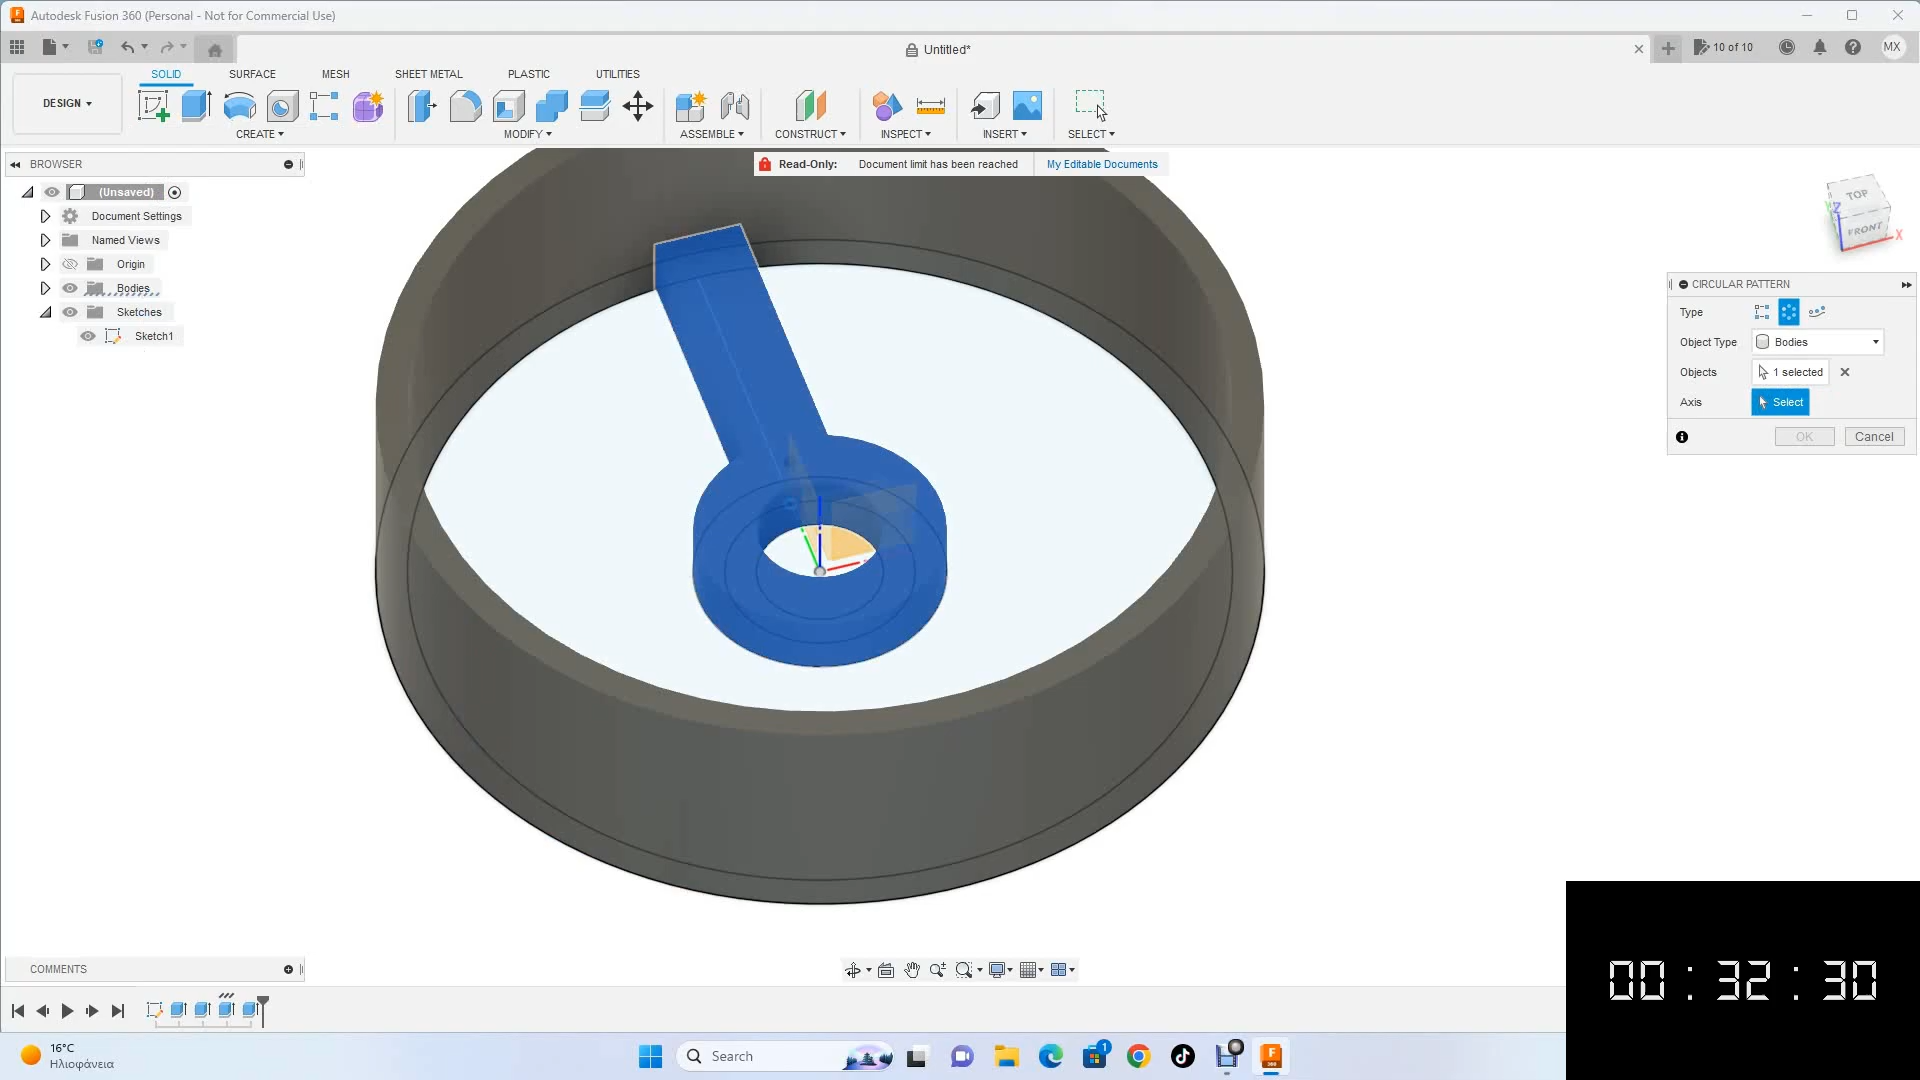 Autodesk Fusion 360 (Personal - Not for Commercial Use)
Untitled*
10 of 10
MX
DESIGN
SOLID
SURFACE
MESH
SHEET METAL
PLASTIC
UTILITIES
CREATE
MODIFY
ASSEMBLE
CONSTRUCT
INSPECT
INSERT
SELECT
BROWSER
Read-Only: Document limit has been reached
My Editable Documents
(Unsaved)
Document Settings
Named Views
Origin
Bodies
Sketches
Sketch1
TOP
FRONT
Z
X
CIRCULAR PATTERN
Type
Object Type
Bodies
Objects
1 selected
Axis
Select
OK
Cancel
COMMENTS
00:32:30
16°C
Ηλιοφάνεια
Search
1
F
360